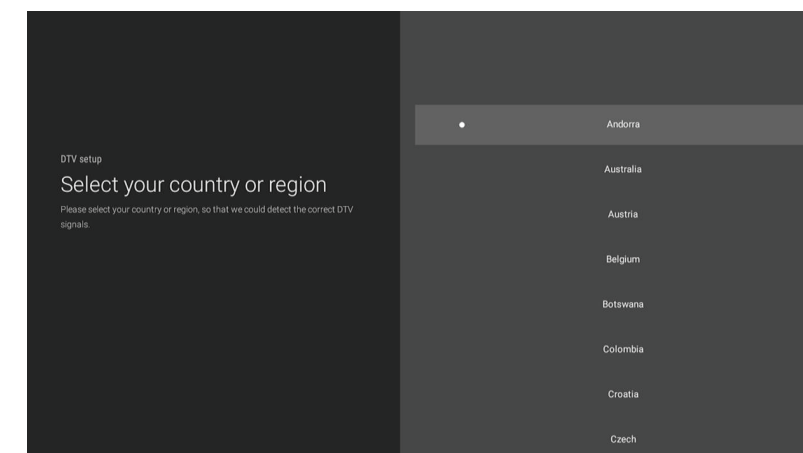 DTV setup
Select your country or region
Please select your country or region, so that we could detect the correct DTV
signals.
Andorra
Australia
Austria
Belgium
Botswana
Colombia
Croatia
Czech